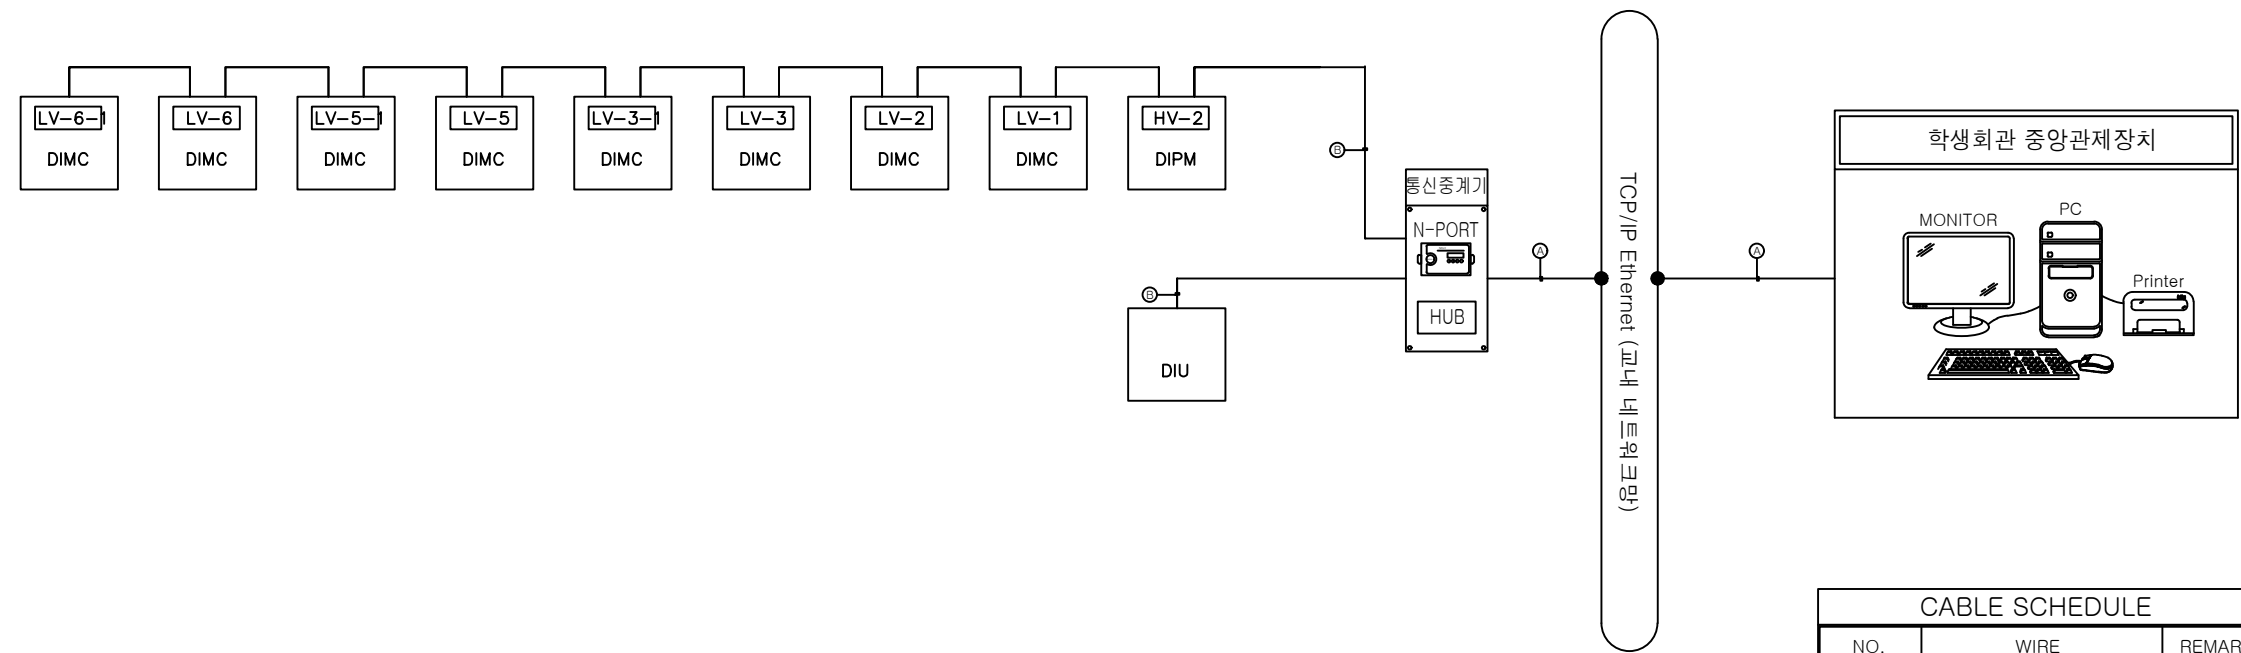 LV-6-1
DIMC
LV-6
DIMC
LV-5-1
DIMC
LV-5
DIMC
LV-3-1
DIMC
LV-3
DIMC
LV-2
DIMC
LV-1
DIMC
HV-2
DIPM
B
통신중계기
N-PORT
HUB
B
DIU
A
TCP/IP Ethernet (교내 네트워크망)
A
학생회관 중앙관제장치
MONITOR
PC
Printer
CABLE SCHEDULE
NO.
WIRE